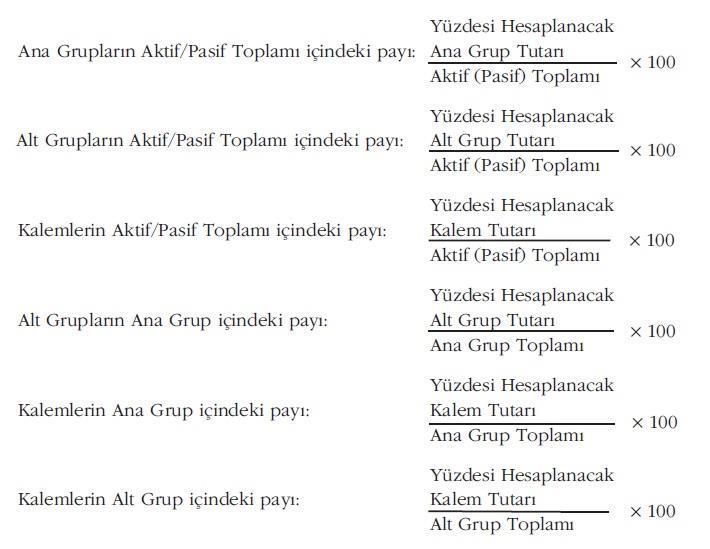 Yüzdesi Hesaplanacak
Ana Grupların Aktif/Pasif Toplamı içindeki payı: Ana Grup Tutarı × 100
Aktif (Pasif) Toplamı
Yüzdesi Hesaplanacak
Alt Grupların Aktif/Pasif Toplamı içindeki payı: Alt Grup Tutarı × 100
Aktif (Pasif) Toplamı
Yüzdesi Hesaplanacak
Kalemlerin Aktif/Pasif Toplamı içindeki payı: Kalem Tutarı × 100
Aktif (Pasif) Toplamı
Yüzdesi Hesaplanacak
Alt Grupların Ana Grup içindeki payı: Alt Grup Tutarı × 100
Ana Grup Toplamı
Yüzdesi Hesaplanacak
Kalemlerin Ana Grup içindeki payı: Kalem Tutarı × 100
Ana Grup Toplamı
Yüzdesi Hesaplanacak
Kalemlerin Alt Grup içindeki payı: Kalem Tutarı × 100
Alt Grup Toplamı